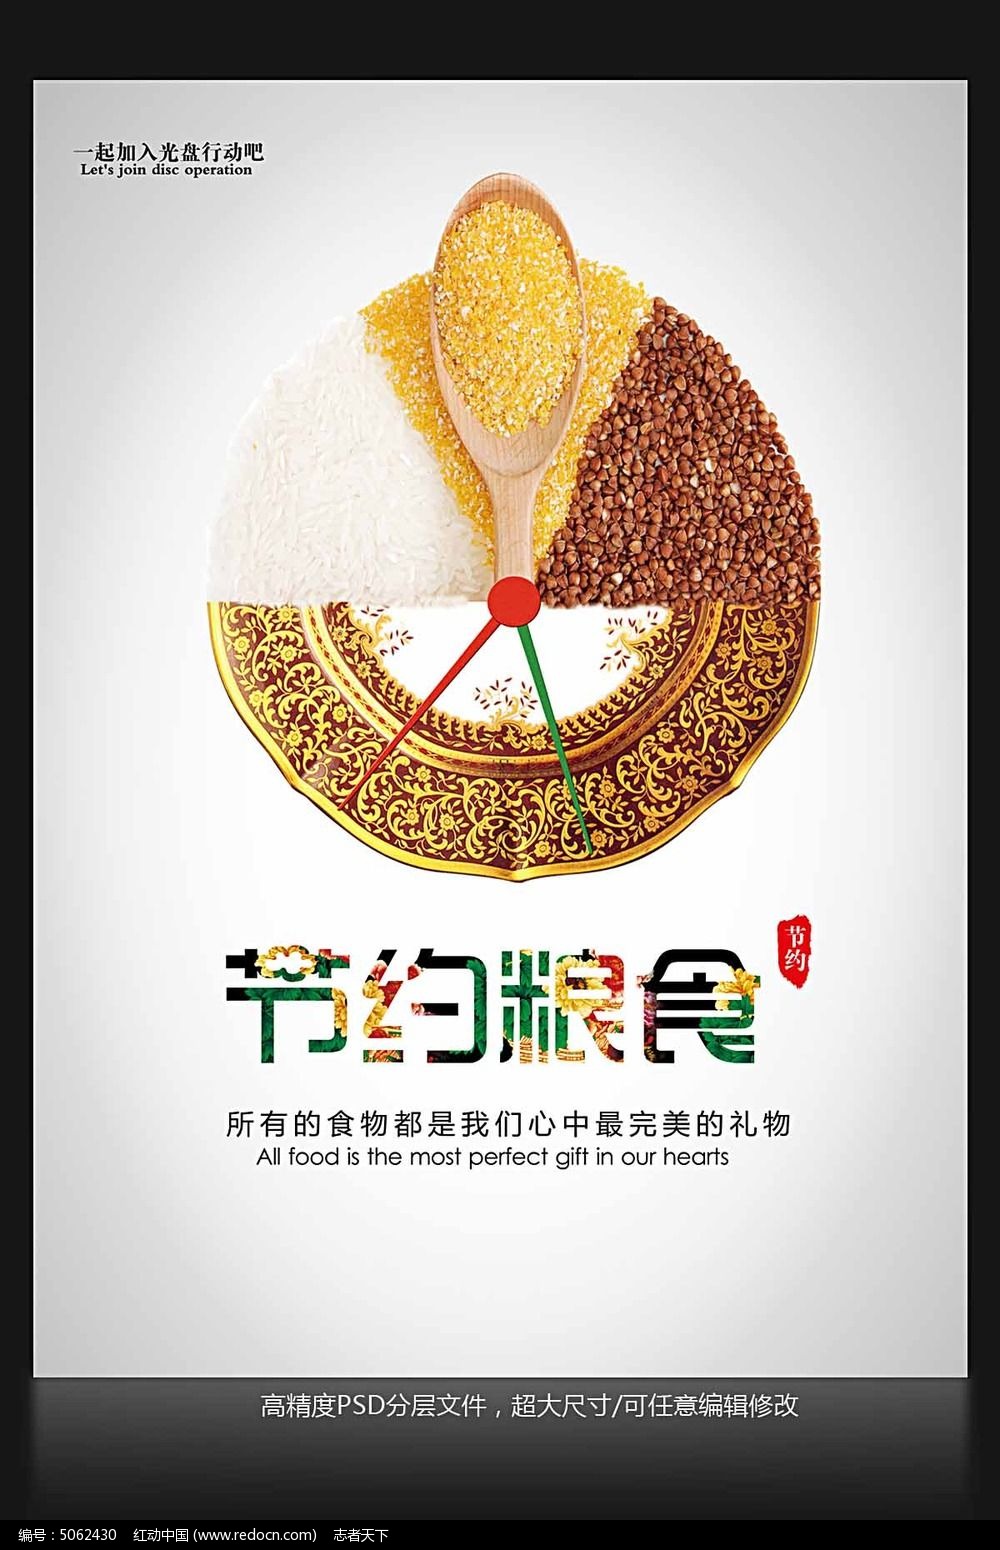 一起加入光盘行动吧
Let's join disc operation
节约
节约粮食
所有的食物都是我们心中最完美的礼物
All food is the most perfect gift in our hearts
高精度PSD分层文件，超大尺寸/可任意编辑修改
编号：5062430 红动中国 (www.redocn.com) 志者天下